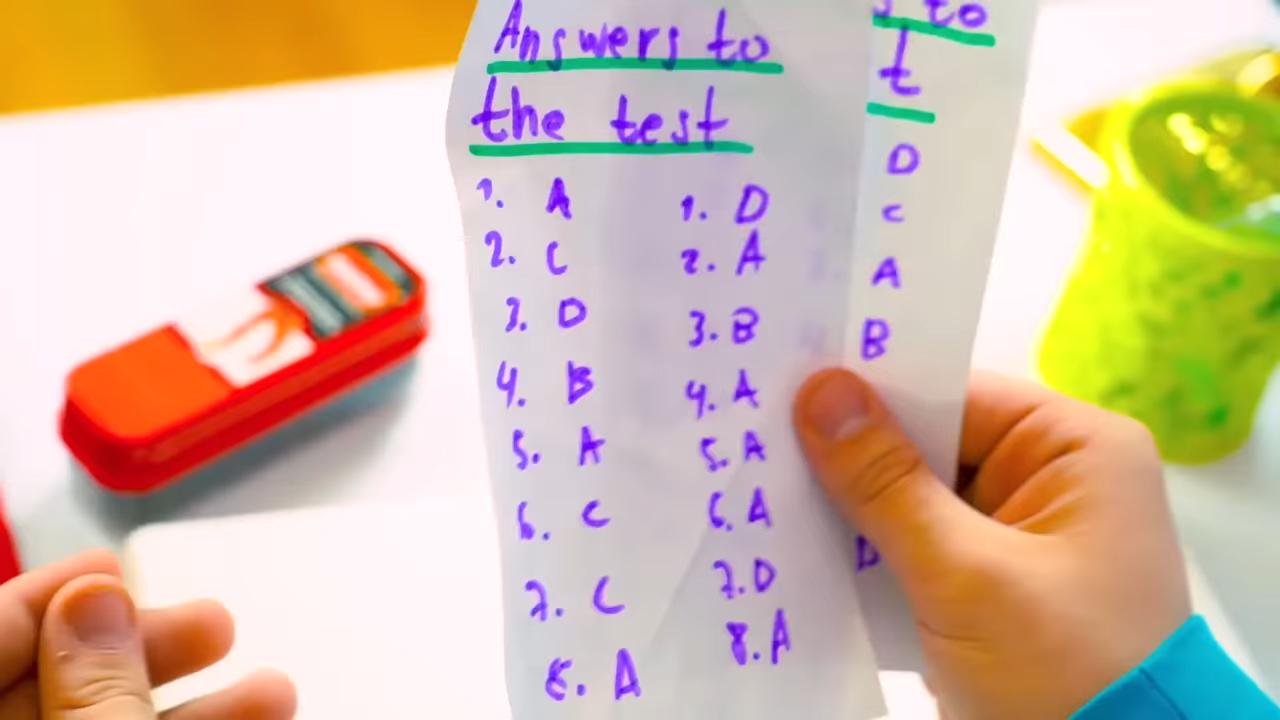 Answers to
the test
1. A
2. C
3. D
4. B
5. A
6. C
7. C
8. A
1. D
2. A
3. B
4. A
5. A
6. A
7. D
8. A
to
t
D
C
A
B
D